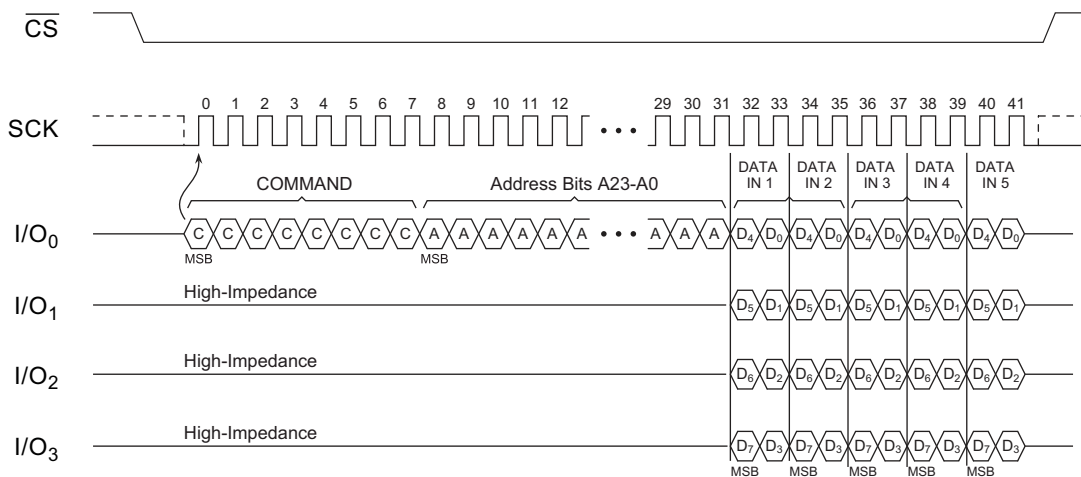 CS
0 1 2 3 4 5 6 7 8 9 10 11 12 29 30 31 32 33 34 35 36 37 38 39 40 41
SCK
DATA IN 1
DATA IN 2
DATA IN 3
DATA IN 4
DATA IN 5
COMMAND
Address Bits A23-A0
I/O0 C C C C C C C C A A A A A A A A A D4 D0 D4 D0 D4 D0 D4 D0 D4 D0
MSB MSB
High-Impedance
I/O1 D5 D1 D5 D1 D5 D1 D5 D1 D5 D1
High-Impedance
I/O2 D6 D2 D6 D2 D6 D2 D6 D2 D6 D2
High-Impedance
I/O3 D7 D3 D7 D3 D7 D3 D7 D3 D7 D3
MSB MSB MSB MSB MSB